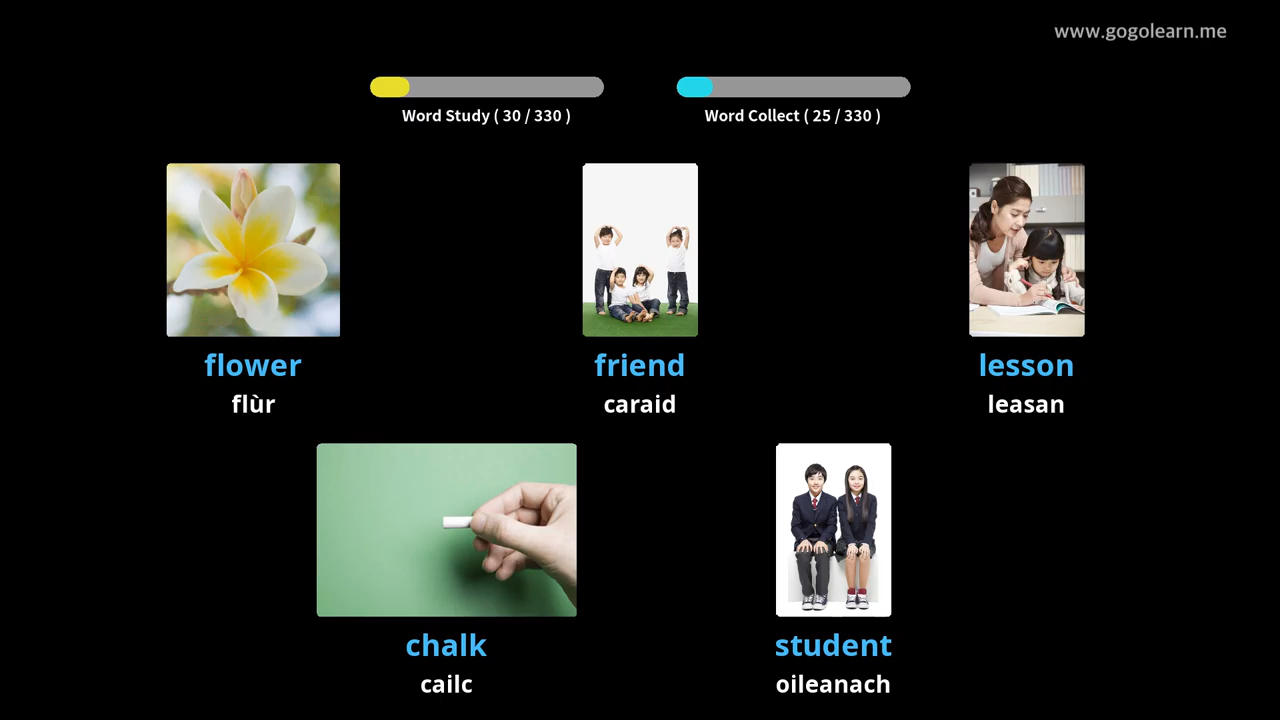 www.gogolearn.me
Word Study ( 30 / 330 )
Word Collect ( 25 / 330 )
flower
flùr
friend
caraid
lesson
leasan
chalk
cailc
student
oileanach